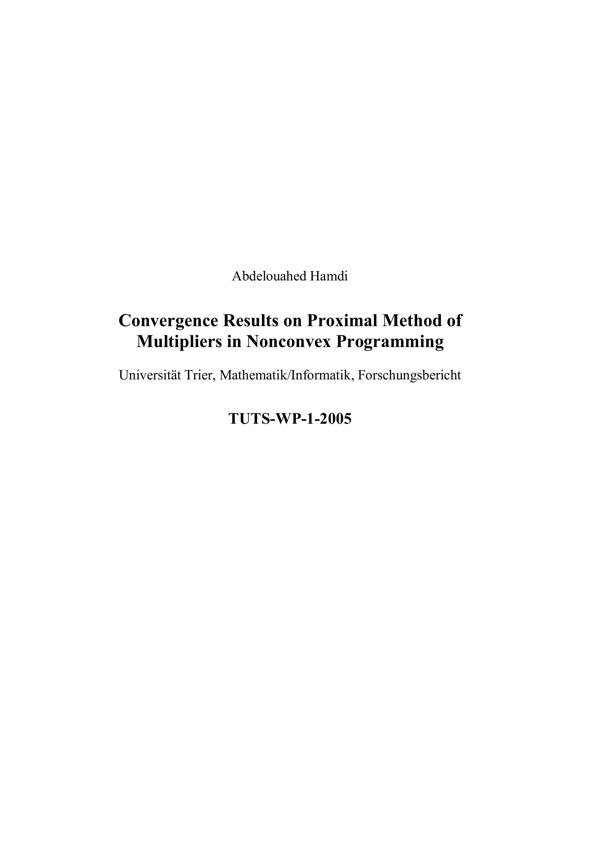 Abdelouahed Hamdi
Convergence Results on Proximal Method of
Multipliers in Nonconvex Programming
Universität Trier, Mathematik/Informatik, Forschungsbericht
TUTS-WP-1-2005